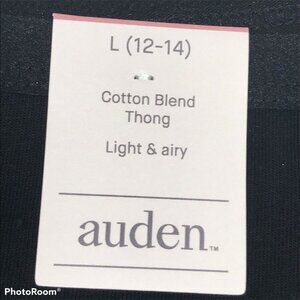 L (12-14)
Cotton Blend
Thong
Light & airy
auden™
PhotoRoom®